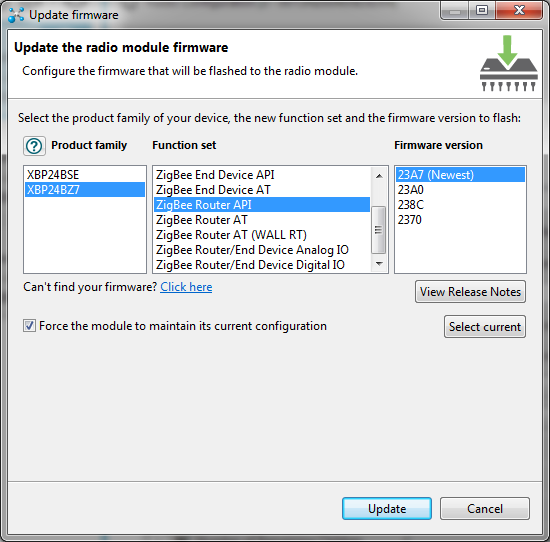 Update firmware
Update the radio module firmware
Configure the firmware that will be flashed to the radio module.
Select the product family of your device, the new function set and the firmware version to flash:
Product family
Function set
Firmware version
XBP24BSE
XBP24BZ7
ZigBee End Device API
ZigBee End Device AT
ZigBee Router API
ZigBee Router AT
ZigBee Router AT (WALL RT)
ZigBee Router/End Device Analog IO
ZigBee Router/End Device Digital IO
23A7 (Newest)
23A0
238C
2370
Can't find your firmware? Click here
View Release Notes
Force the module to maintain its current configuration
Select current
Update
Cancel